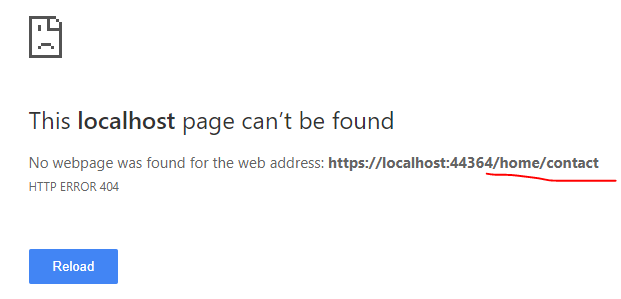 This localhost page can’t be found
No webpage was found for the web address: https://localhost:44364/home/contact
HTTP ERROR 404
Reload